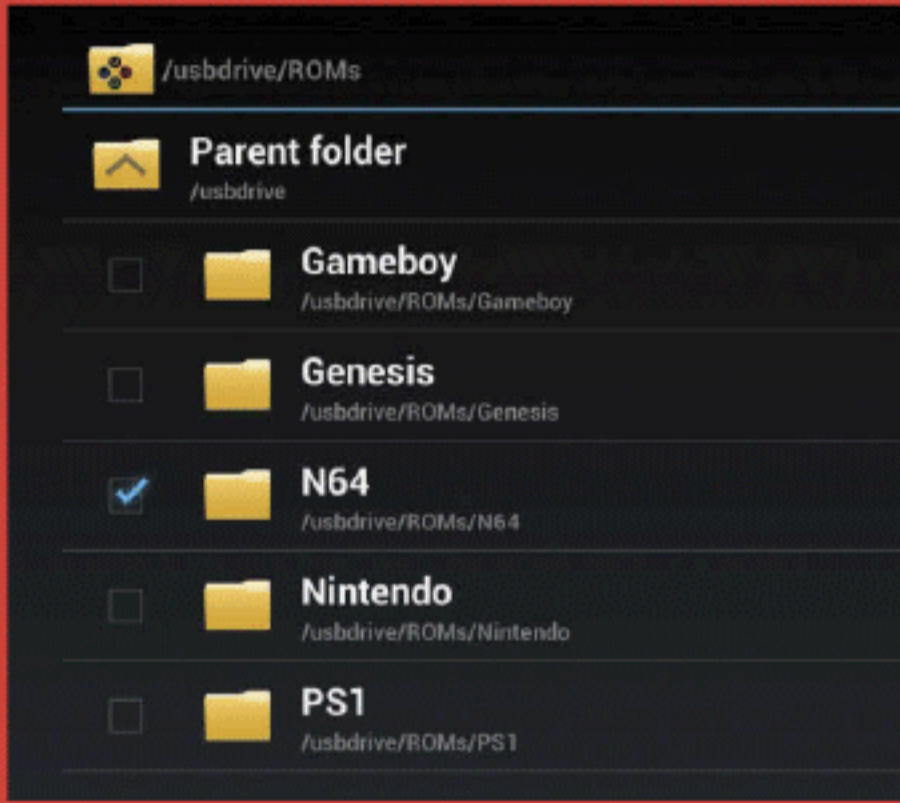 /usbdrive/ROMs
Parent folder
/usbdrive
Gameboy
/usbdrive/ROMs/Gameboy
Genesis
/usbdrive/ROMs/Genesis
N64
/usbdrive/ROMs/N64
Nintendo
/usbdrive/ROMs/Nintendo
PS1
/usbdrive/ROMs/PS1